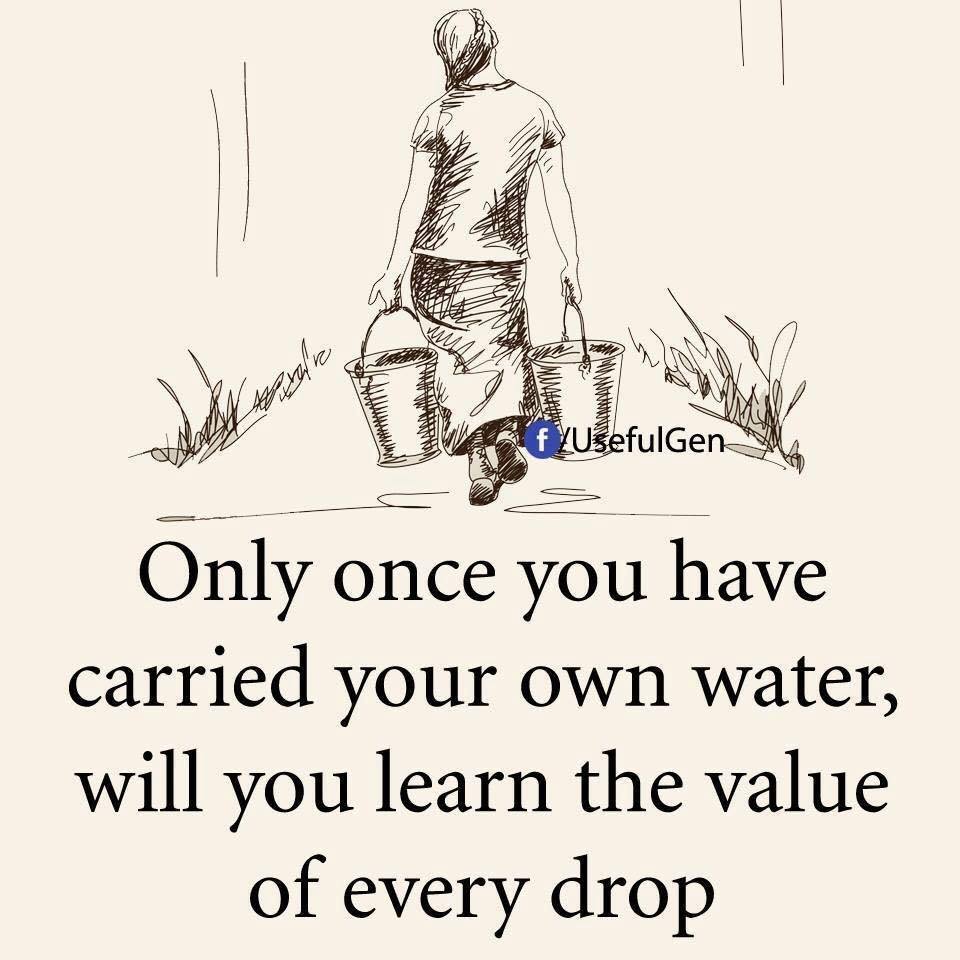 f/UsefulGen
Only once you have
carried your own water,
will you learn the value
of every drop